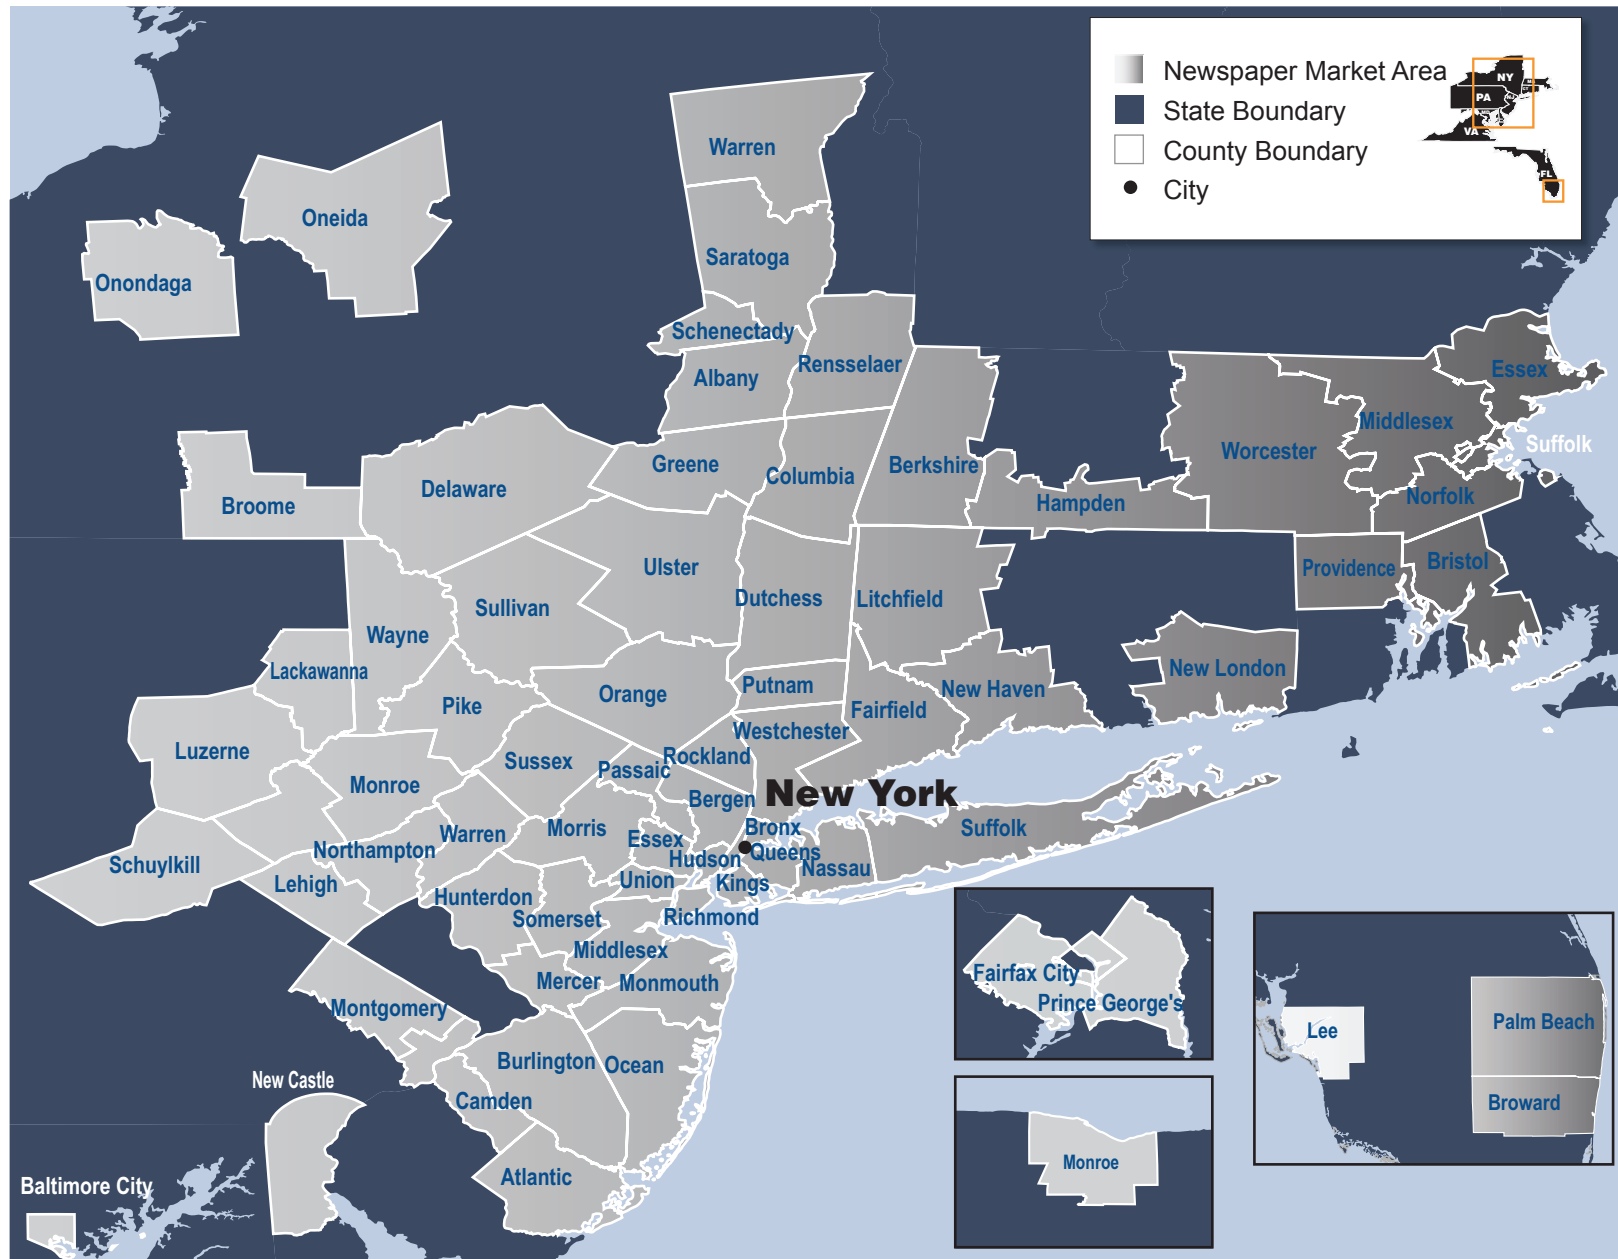 Newspaper Market Area
State Boundary
County Boundary
City
NY
PA
VA
FL
Warren
Oneida
Saratoga
Onondaga
Schenectady
Rensselaer
Albany
Essex
Middlesex
Worcester
Suffolk
Greene
Berkshire
Columbia
Delaware
Hampden
Norfolk
Broome
Ulster
Providence
Bristol
Dutchess
Litchfield
Sullivan
Wayne
Lackawanna
New London
Putnam
New Haven
Orange
Pike
Fairfield
Westchester
Luzerne
Rockland
Sussex
Passaic
Monroe
Bergen
New York
Bronx
Suffolk
Morris
Warren
Essex
Northampton
Queens
Hudson
Schuylkill
Nassau
Lehigh
Union
Kings
Hunterdon
Somerset
Richmond
Middlesex
Mercer
Monmouth
Fairfax City
Prince George's
Montgomery
Palm Beach
Lee
Burlington
Ocean
New Castle
Camden
Broward
Monroe
Atlantic
Baltimore City